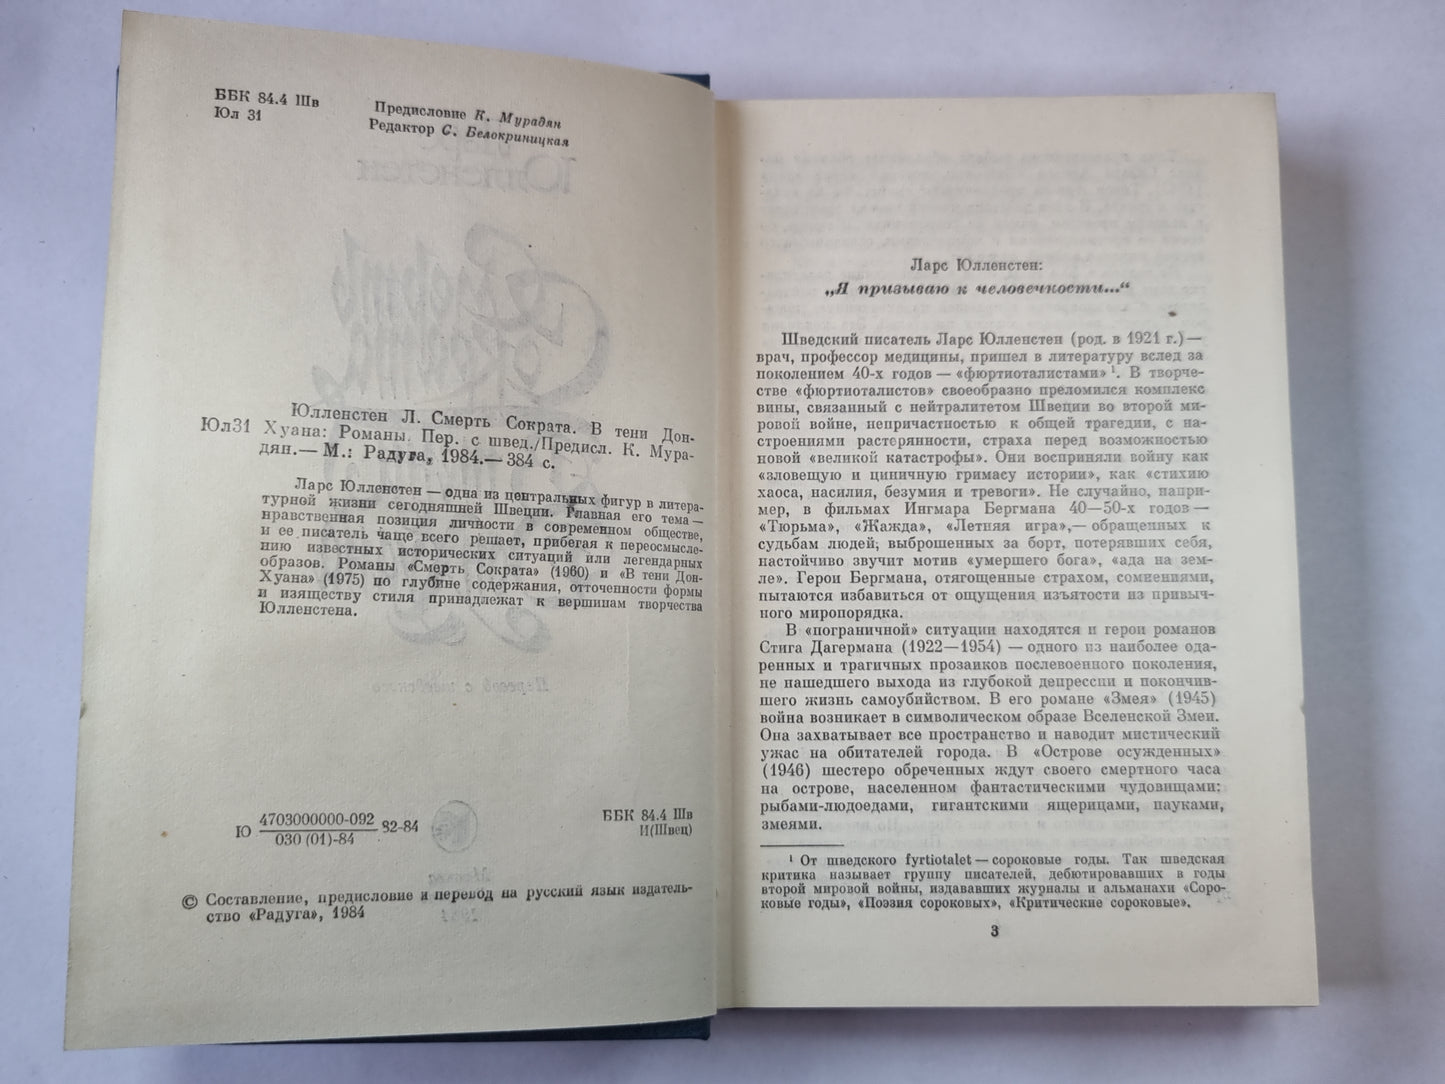 ББК 84.4 Шв
Юл 31
Предисловие К. Мурадян
Редактор С. Белокриницкая
Юлленстен Л. Смерть Сократа. В тени Дон-
Юл31 Хуана: Романы. Пер. с швед./Предисл. К. Мура-
дян.— М.: Радуга, 1984.— 384 с.
Ларс Юлленстен — одна из центральных фигур в литера-
турной жизни сегодняшней Швеции. Главная его тема —
нравственная позиция личности в современном обществе,
и ее писатель чаще всего решает, прибегая к переосмысле-
нию известных исторических ситуаций или легендарных
образов. Романы «Смерть Сократа» (1960) и «В тени Дон-
Хуана» (1975) по глубине содержания, отточенности формы
и изяществу стиля принадлежат к вершинам творчества
Юлленстена.
Ю 4703000000-092 82-84
030 (01)-84
ББК 84.4 Шв
И(Швец)
© Составление, предисловие и перевод на русский язык издатель-
ство «Радуга», 1984
Ларс Юлленстен:
„Я призываю к человечкости...“
Шведский писатель Ларс Юлленстен (род. в 1921 г.) —
врач, профессор медицины, пришел в литературу вслед за
поколением 40-х годов — «фюртиоталистами» ¹. В творче-
стве «фюртиоталистов» своеобразно преломился комплекс
вины, связанный с нейтралитетом Швеции во второй ми-
ровой войне, непричастностью к общей трагедии, с на-
строениями растерянности, страха перед возможностью
новой «великой катастрофы». Они восприняли войну как
«зловещую и циничную гримасу истории», как «стихию
хаоса, насилия, безумия и тревоги». Не случайно, напри-
мер, в фильмах Ингмара Бергмана 40—50-х годов —
«Тюрьма», «Жажда», «Летняя игра»,— обращенных к
судьбам людей, выброшенных за борт, потерявших себя,
настойчиво звучит мотив «умершего бога», «ада на зем-
ле». Герои Бергмана, отягощенные страхом, сомнениями,
пытаются избавиться от ощущения изъятости из привыч-
ного миропорядка.
В «пограничной» ситуации находятся и герои романов
Стига Дагермана (1922—1954) — одного из наиболее ода-
ренных и трагичных прозаиков послевоенного поколения,
не нашедшего выхода из глубокой депрессии и покончив-
шего жизнь самоубийством. В его романе «Змея» (1945)
война возникает в символическом образе Вселенской Змеи.
Она захватывает все пространство и наводит мистический
ужас на обитателей города. В «Острове осужденных»
(1946) шестеро обреченных ждут своего смертного часа
на острове, населенном фантастическими чудовищами:
рыбами-людоедами, гигантскими ящерицами, пауками,
змеями.
¹ От шведского fyrtiotalet — сороковые годы. Так шведская
критика называет группу писателей, дебютировавших в годы
второй мировой войны, издававших журналы и альманахи «Соро-
ковые годы», «Поэзия сороковых», «Критические сороковые».
3